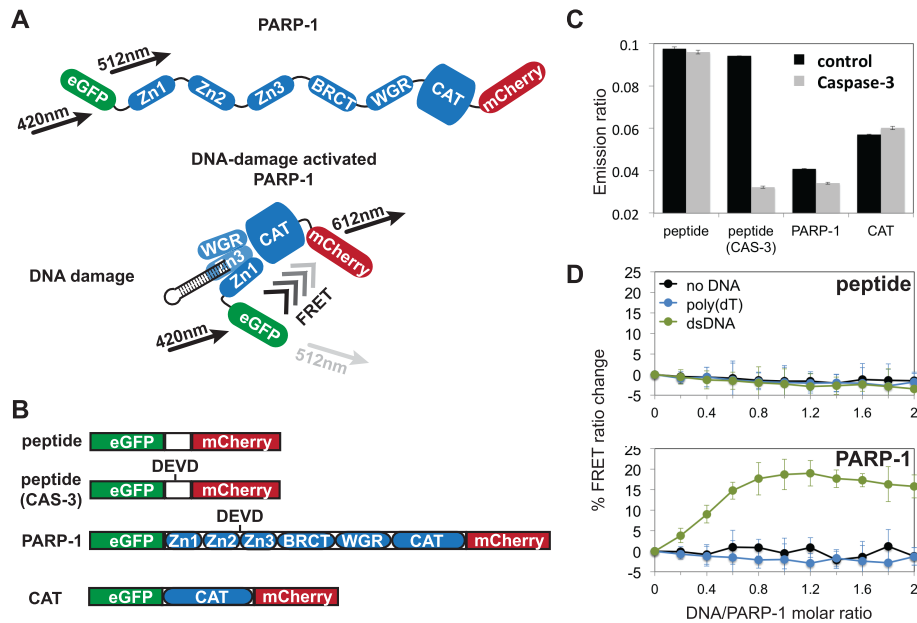 A
PARP-1
512nm
eGFP
Zn1
Zn2
Zn3
BRCT
WGR
CAT
mCherry
420nm
DNA-damage activated
PARP-1
612nm
WGR
CAT
mCherry
DNA damage
n3
Zn1
FRET
eGFP
420nm
512nm
B
peptide eGFP mCherry
DEVD
peptide
(CAS-3) eGFP mCherry
DEVD
PARP-1 eGFP Zn1 Zn2 Zn3 BRCT WGR CAT mCherry
CAT eGFP CAT mCherry
C
Emission ratio
0.1
0.08
0.06
0.04
0.02
control
Caspase-3
peptide peptide PARP-1 CAT
(CAS-3)
D
% FRET ratio change
25
20
15
10
5
0
-5
no DNA
poly(dT)
dsDNA
peptide
0 0.4 0.8 1.2 1.6 2
25
20
15
10
5
0
-5
PARP-1
0 0.4 0.8 1.2 1.6 2
DNA/PARP-1 molar ratio